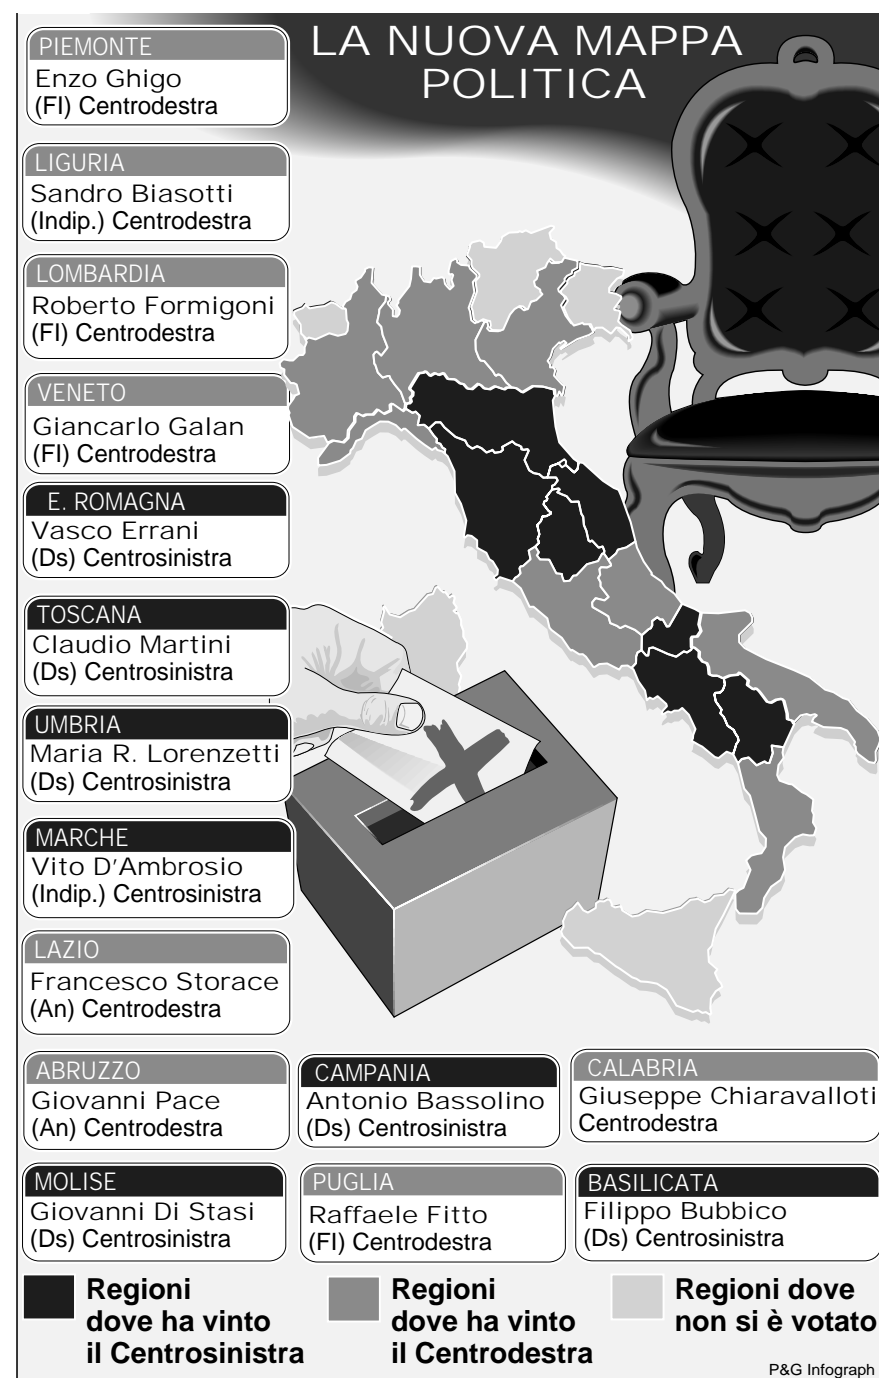 LA NUOVA MAPPA
POLITICA
PIEMONTE
Enzo Ghigo
(FI) Centrodestra
LIGURIA
Sandro Biasotti
(Indip.) Centrodestra
LOMBARDIA
Roberto Formigoni
(FI) Centrodestra
VENETO
Giancarlo Galan
(FI) Centrodestra
E. ROMAGNA
Vasco Errani
(Ds) Centrosinistra
TOSCANA
Claudio Martini
(Ds) Centrosinistra
UMBRIA
Maria R. Lorenzetti
(Ds) Centrosinistra
MARCHE
Vito D'Ambrosio
(Indip.) Centrosinistra
LAZIO
Francesco Storace
(An) Centrodestra
ABRUZZO
Giovanni Pace
(An) Centrodestra
CAMPANIA
Antonio Bassolino
(Ds) Centrosinistra
CALABRIA
Giuseppe Chiaravalloti
Centrodestra
MOLISE
Giovanni Di Stasi
(Ds) Centrosinistra
PUGLIA
Raffaele Fitto
(FI) Centrodestra
BASILICATA
Filippo Bubbico
(Ds) Centrosinistra
Regioni
dove ha vinto
il Centrosinistra
Regioni
dove ha vinto
il Centrodestra
Regioni dove
non si è votato
P&G Infograph